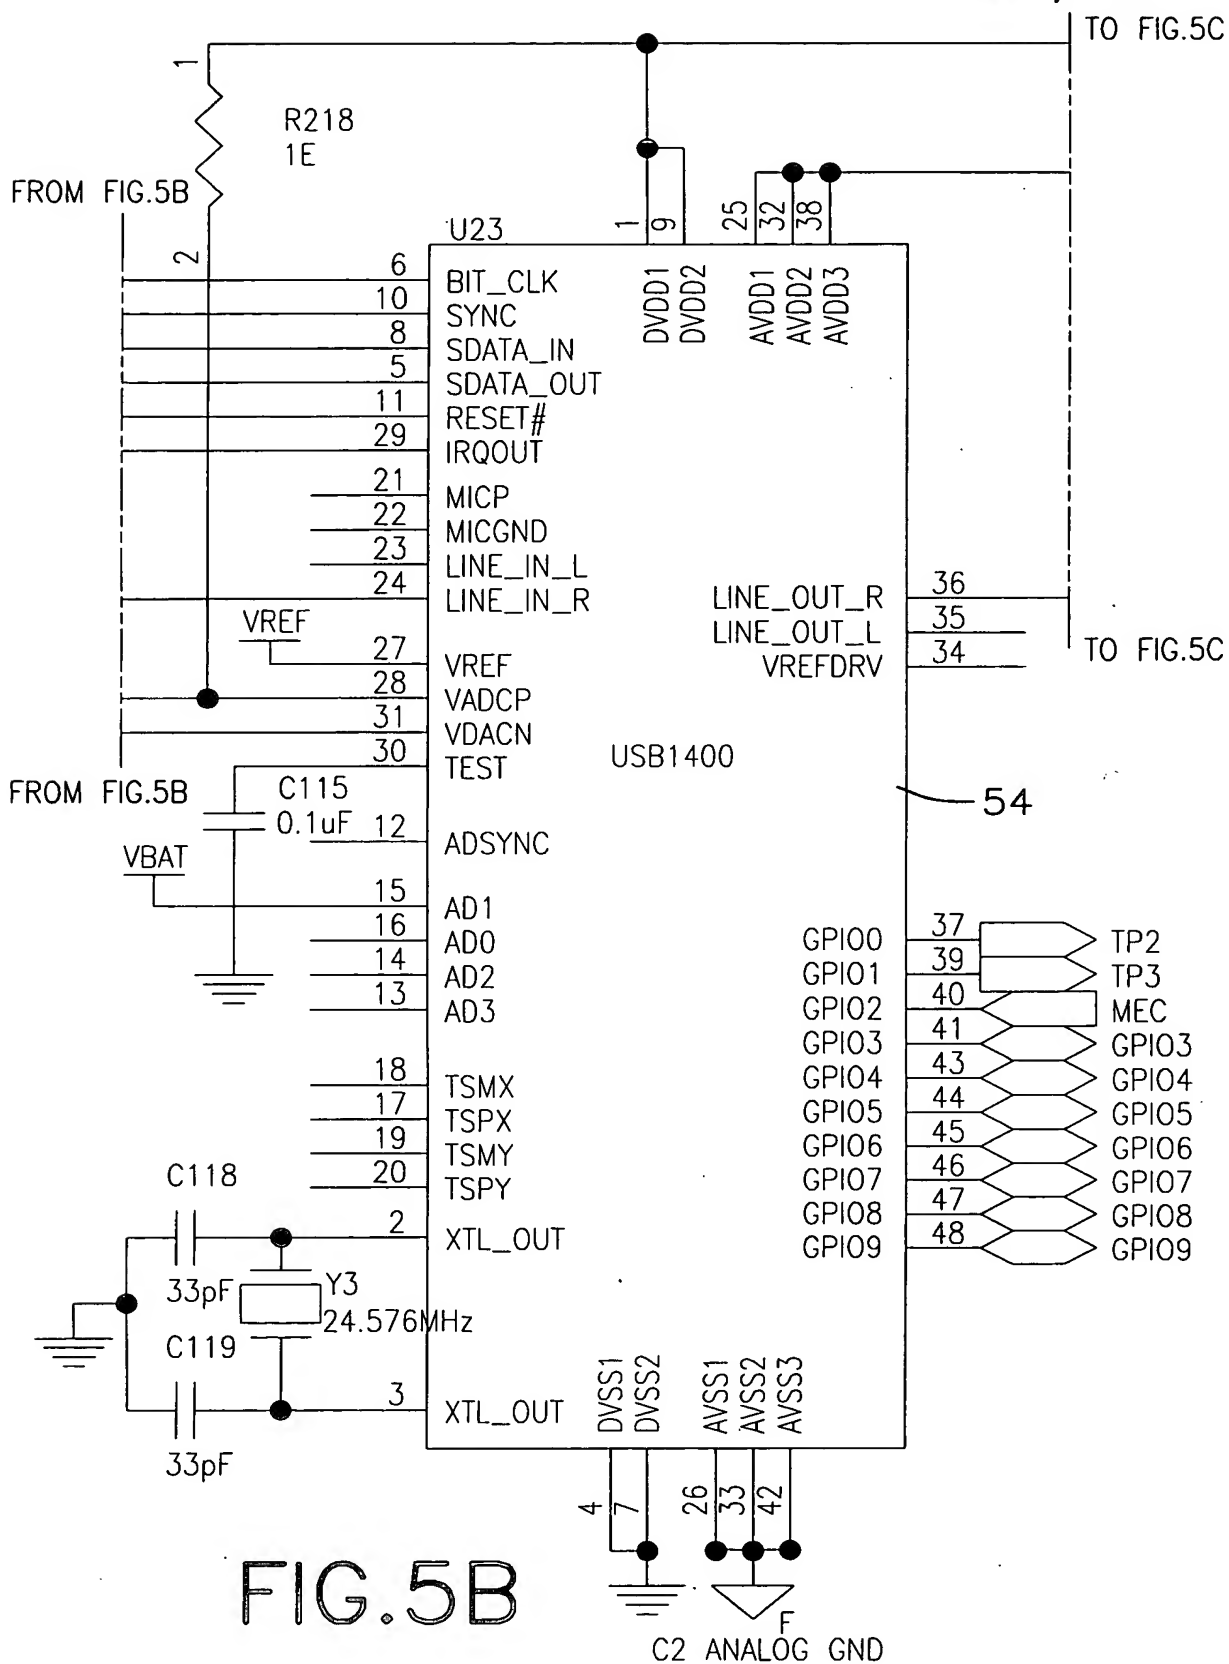 TO FIG.5C
1
R218
1E
FROM FIG.5B
2
U23
1
9
25
32
38
DVDD1
DVDD2
AVDD1
AVDD2
AVDD3
6 BIT_CLK
10 SYNC
8 SDATA_IN
5 SDATA_OUT
11 RESET#
29 IRQOUT
21 MICP
22 MICGND
23 LINE_IN_L
24 LINE_IN_R
LINE_OUT_R 36
LINE_OUT_L 35
VREFDRV 34
TO FIG.5C
VREF
27 VREF
28 VADCP
31 VDACN
30 TEST
USB1400
54
FROM FIG.5B
C115
0.1uF
12 ADSYNC
VBAT
15 AD1
16 AD0
14 AD2
13 AD3
GPIO0 37 TP2
GPIO1 39 TP3
GPIO2 40 MEC
GPIO3 41 GPIO3
GPIO4 43 GPIO4
GPIO5 44 GPIO5
GPIO6 45 GPIO6
GPIO7 46 GPIO7
GPIO8 47 GPIO8
GPIO9 48 GPIO9
18 TSMX
17 TSPX
19 TSMY
20 TSPY
C118
33pF
2 XTL_OUT
Y3
24.576MHz
C119
33pF
3 XTL_OUT
DVSS1
DVSS2
AVSS1
AVSS2
AVSS3
4
7
26
33
42
F
C2 ANALOG GND
FIG.5B